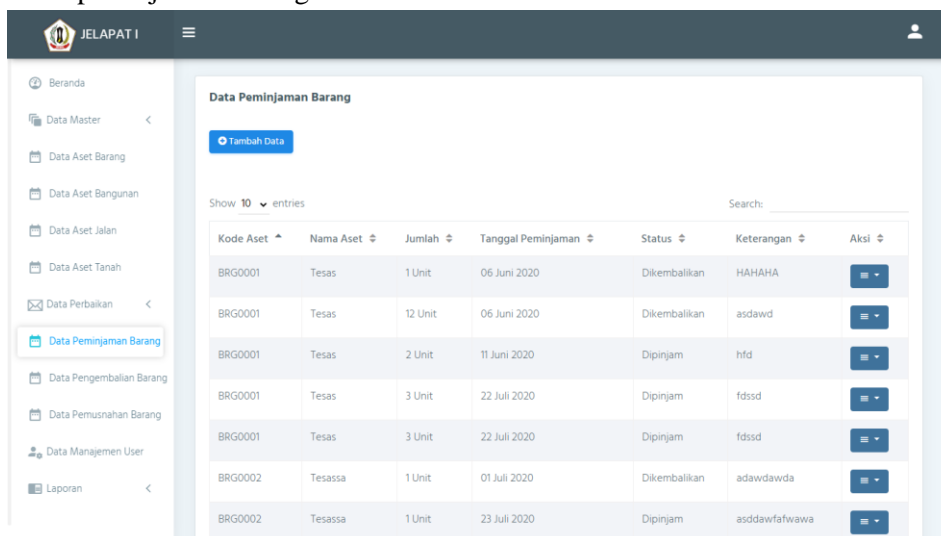 JELAPAT I
Beranda
Data Master
Data Aset Barang
Data Aset Bangunan
Data Aset Jalan
Data Aset Tanah
Data Perbaikan
Data Peminjaman Barang
Data Pengembalian Barang
Data Pemusnahan Barang
Data Manajemen User
Laporan
Data Peminjaman Barang
Tambah Data
Show 10 entries
Search:
Kode Aset Nama Aset Jumlah Tanggal Peminjaman Status Keterangan Aksi
BRG0001 Tesas 1 Unit 06 Juni 2020 Dikembalikan HAHAHA
BRG0001 Tesas 12 Unit 06 Juni 2020 Dikembalikan asdawd
BRG0001 Tesas 2 Unit 11 Juni 2020 Dipinjam hfd
BRG0001 Tesas 3 Unit 22 Juli 2020 Dipinjam fdssd
BRG0001 Tesas 3 Unit 22 Juli 2020 Dipinjam fdssd
BRG0002 Tesassa 1 Unit 01 Juli 2020 Dikembalikan adawdawda
BRG0002 Tesassa 1 Unit 23 Juli 2020 Dipinjam asddawfafwawa